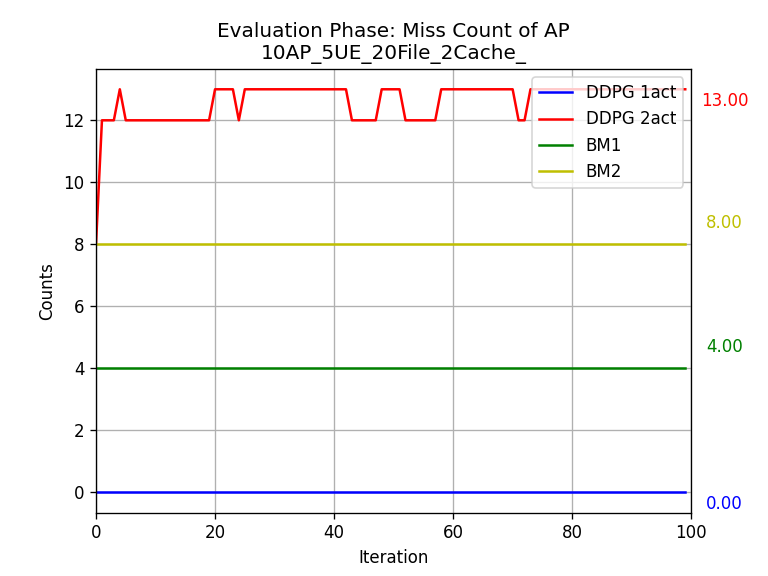 Evaluation Phase: Miss Count of AP
10AP_5UE_20File_2Cache_
DDPG 1act
DDPG 2act
BM1
BM2
13.00
8.00
4.00
0.00
Counts
12
10
8
6
4
2
0
0 20 40 60 80 100
Iteration